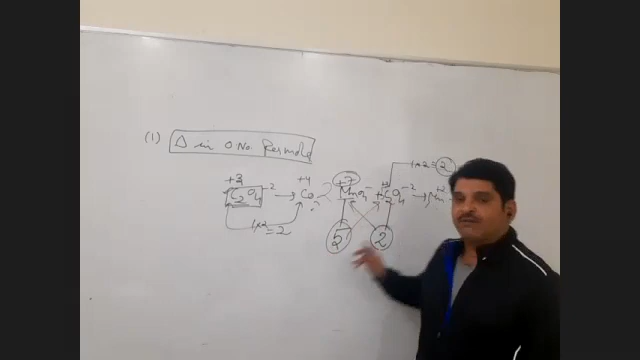 (1) Δ in O.No. Per mole
1×2=2
+7
+3 +4 +3 +2
C₂O₄⁻² → CO₂ MnO₄⁻ + C₂O₄⁻² → Mn
1×2=2
5 2